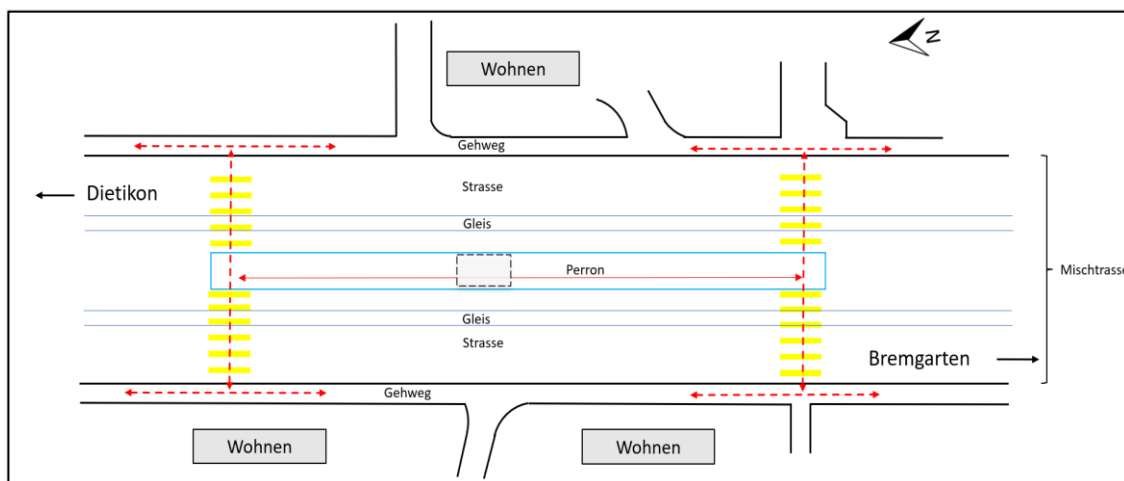 N
Wohnen
Gehweg
Dietikon
Strasse
Gleis
Perron
Mischtrasse
Gleis
Strasse
Bremgarten
Gehweg
Wohnen
Wohnen